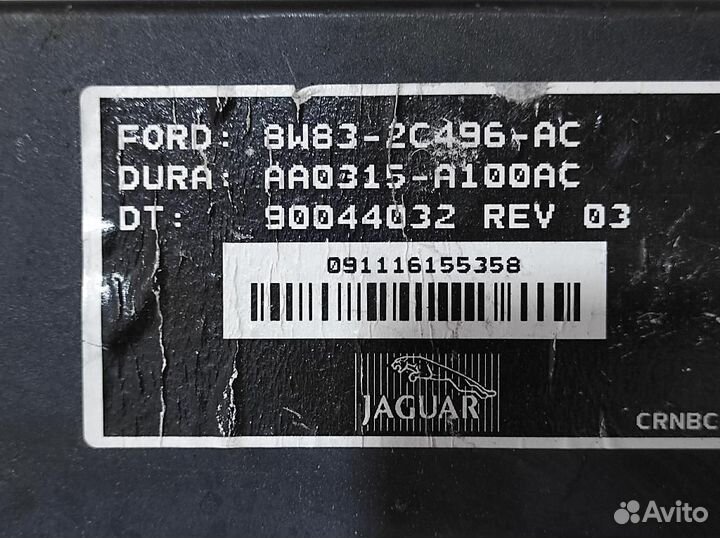 FORD: 8W83-2C496-AC
DURA: AA0315-A100AC
DT: 90044032 REV 03
091116155358
JAGUAR
CRNBC
Avito